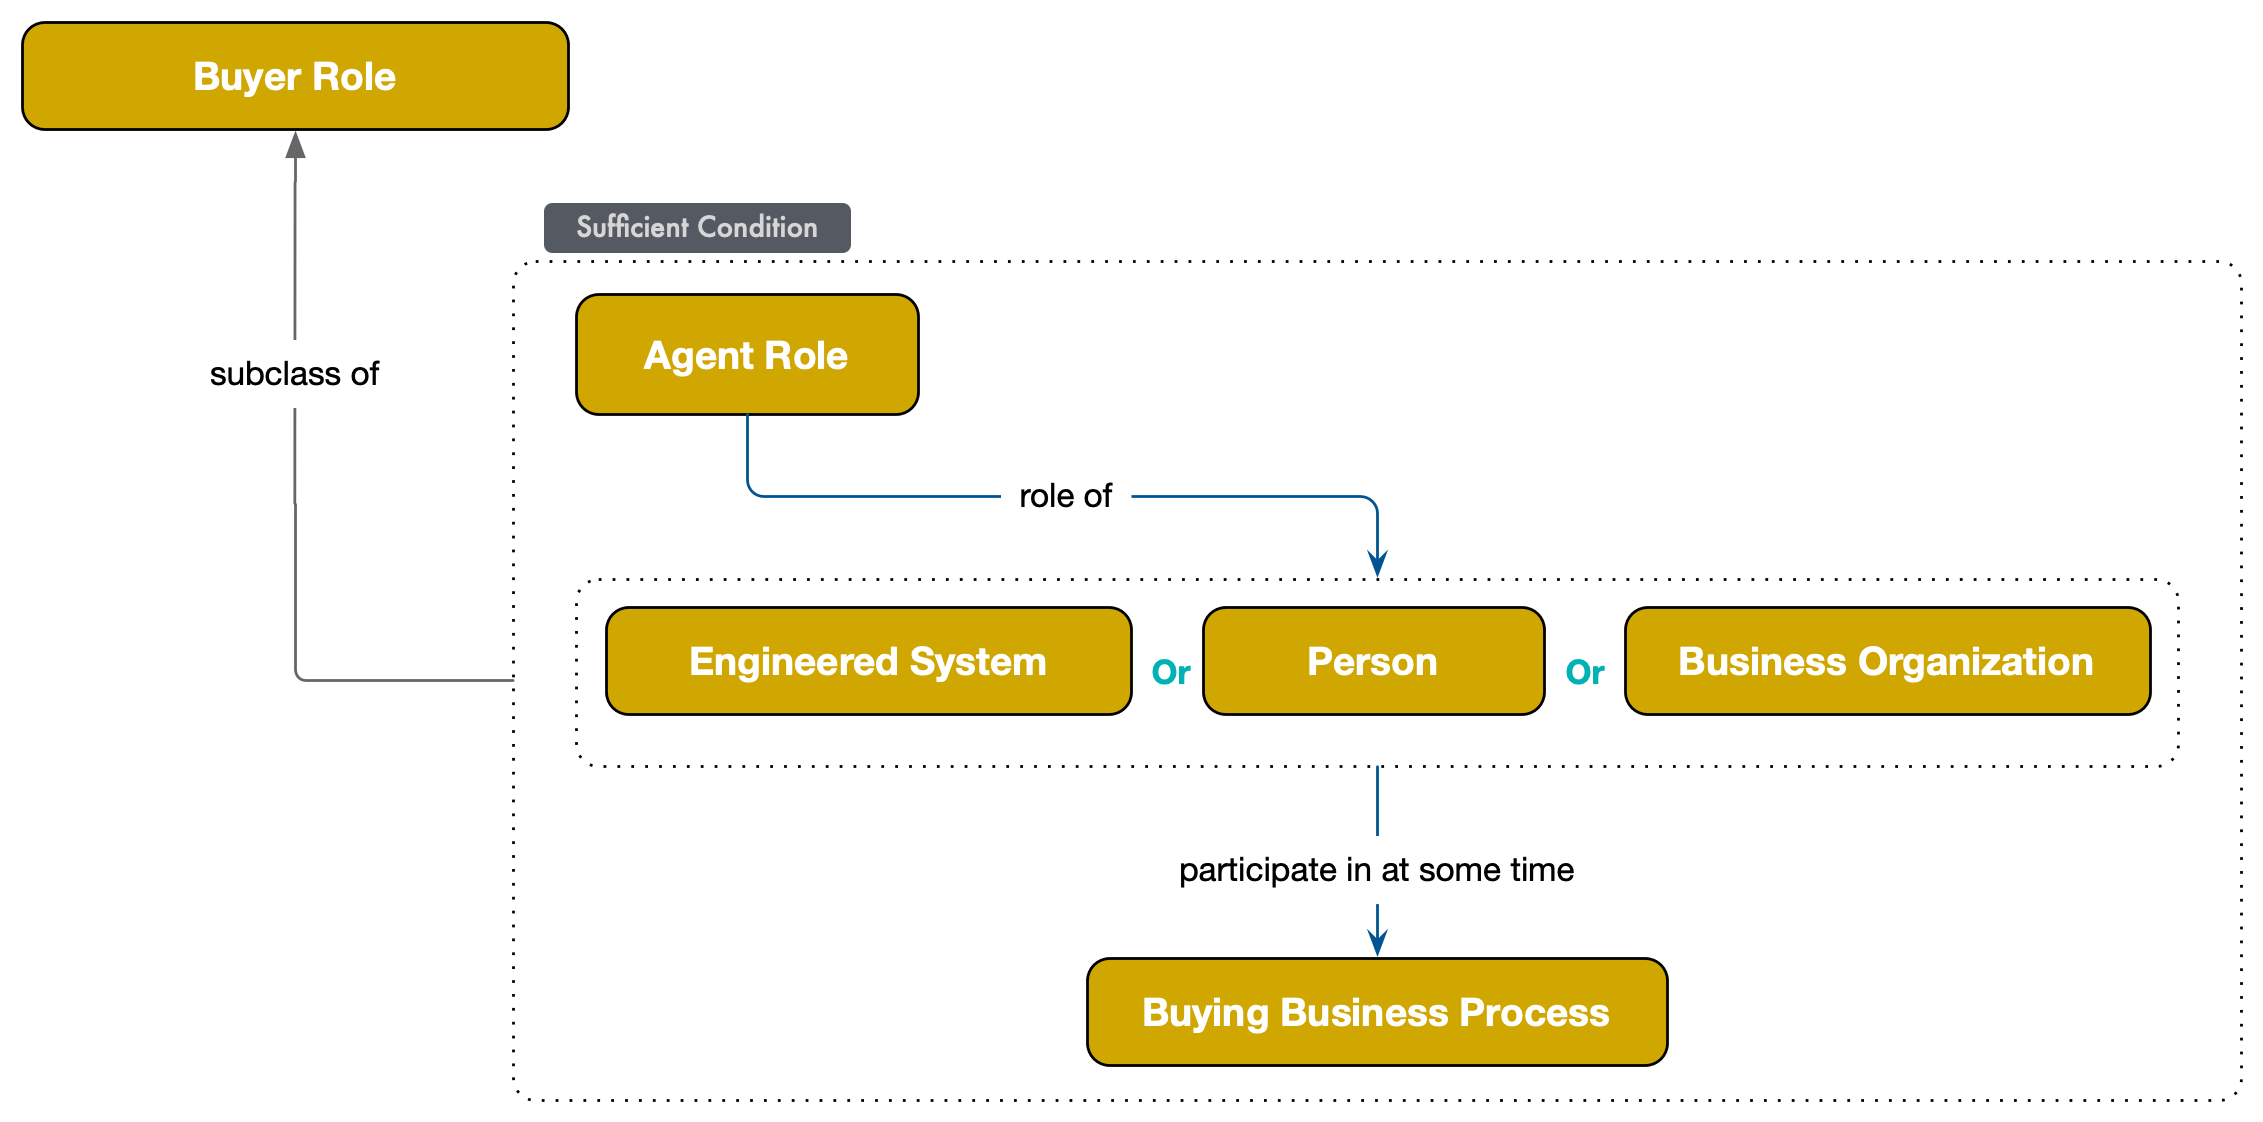 Buyer Role
Sufficient Condition
Agent Role
subclass of
role of
Engineered System Or Person Or Business Organization
participate in at some time
Buying Business Process